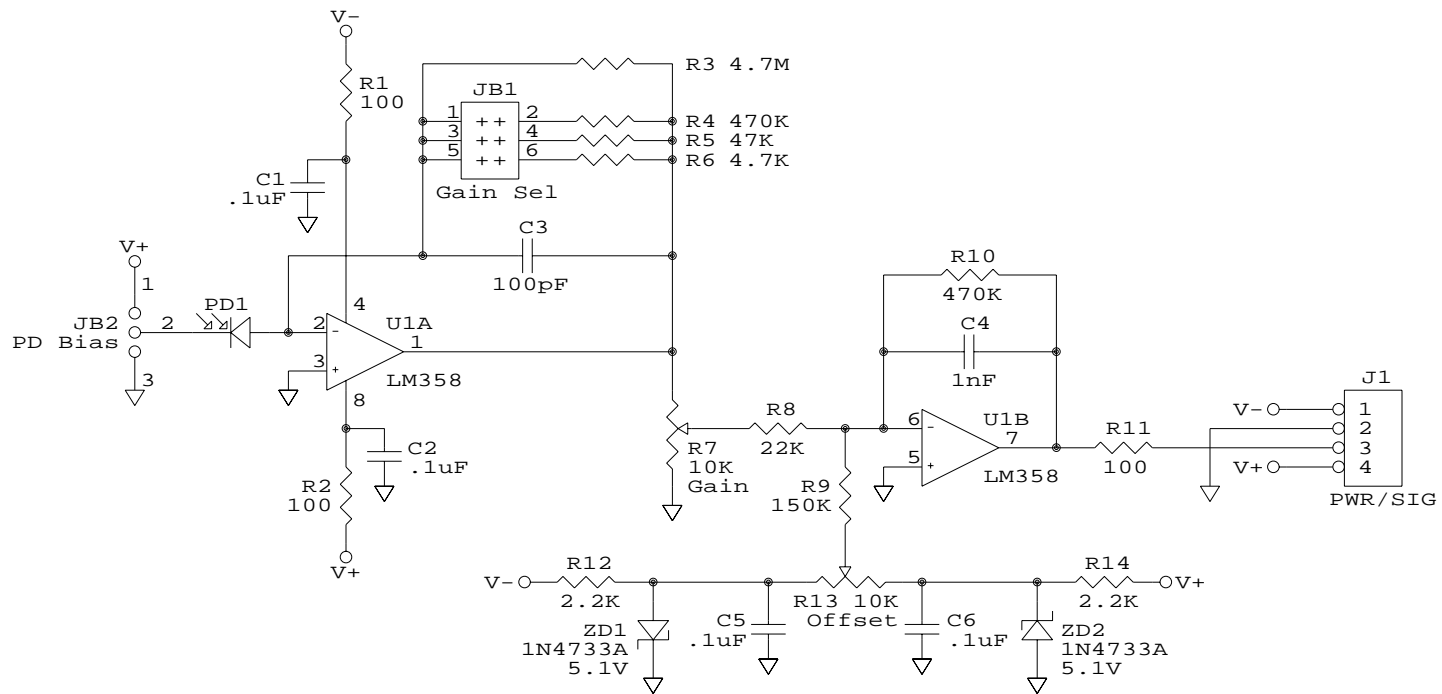 V-
R1
100
C1
.1uF
R3 4.7M
JB1
1
2
R4 470K
3
4
R5 47K
5
6
R6 4.7K
Gain Sel
C3
100pF
V+
1
JB2
PD Bias
2
3
PD1
4
2
-
3
+
U1A
1
LM358
8
C2
.1uF
R2
100
V+
R7
10K
Gain
R8
22K
R9
150K
R10
470K
C4
1nF
6
-
5
+
U1B
7
LM358
R11
100
J1
V-
1
2
3
V+
4
PWR/SIG
V-
R12
2.2K
ZD1
1N4733A
5.1V
C5
.1uF
R13 10K
Offset
C6
.1uF
ZD2
1N4733A
5.1V
R14
2.2K
V+